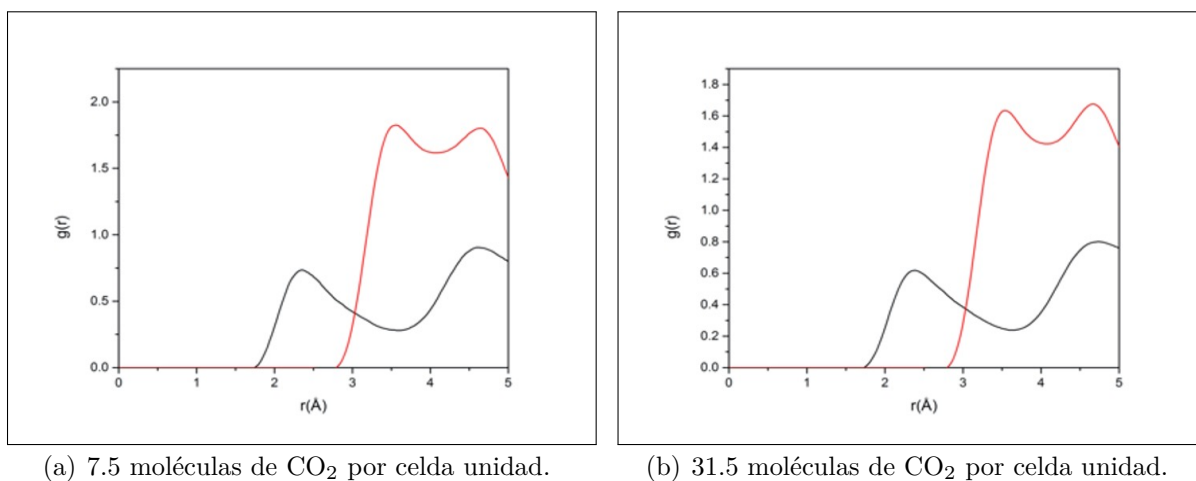 2.0
1.5
1.0
0.5
0.0
g(r)
0 1 2 3 4 5
r(Å)
1.8
1.6
1.4
1.2
1.0
0.8
0.6
0.4
0.2
0.0
g(r)
0 1 2 3 4 5
r(Å)
(a) 7.5 moléculas de CO₂ por celda unidad.
(b) 31.5 moléculas de CO₂ por celda unidad.